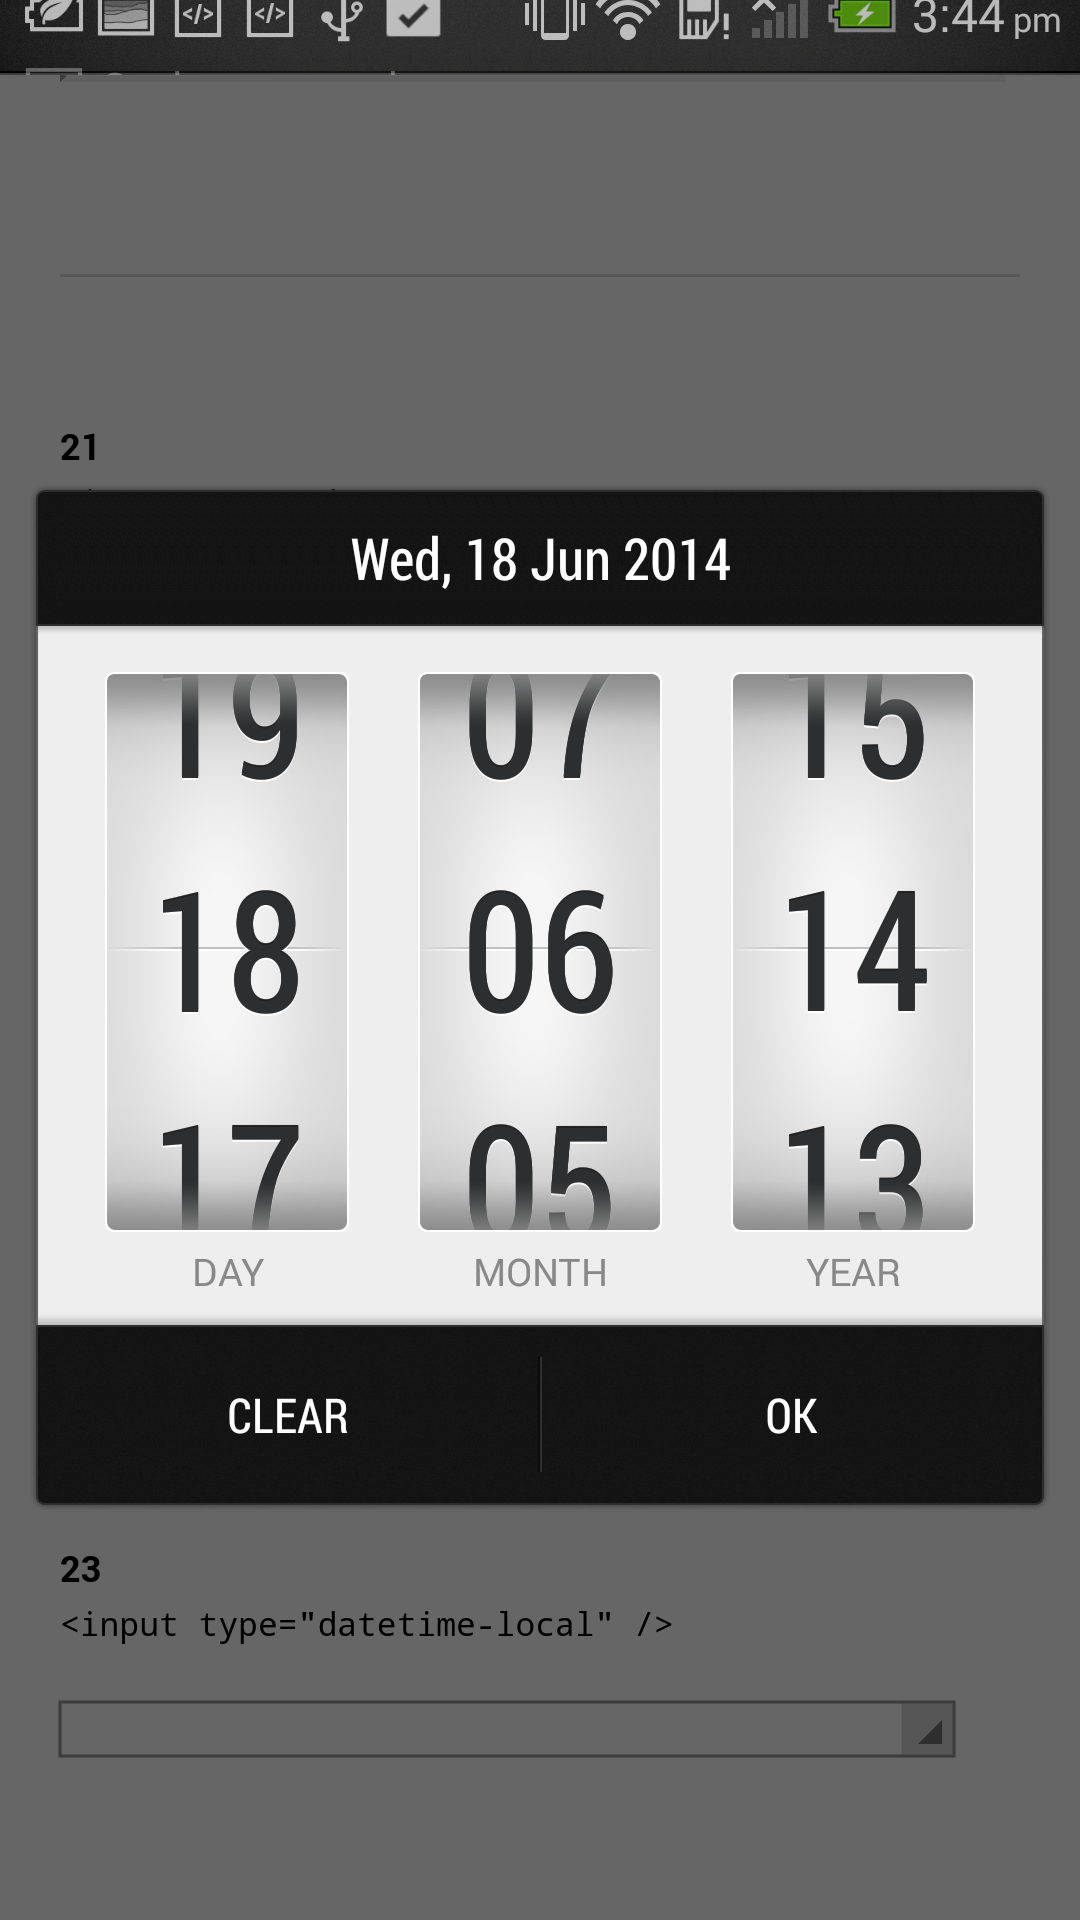 3:44 pm
21
Wed, 18 Jun 2014
19 07 15
18 06 14
17 05 13
DAY MONTH YEAR
CLEAR OK
23
<input type="datetime-local" />